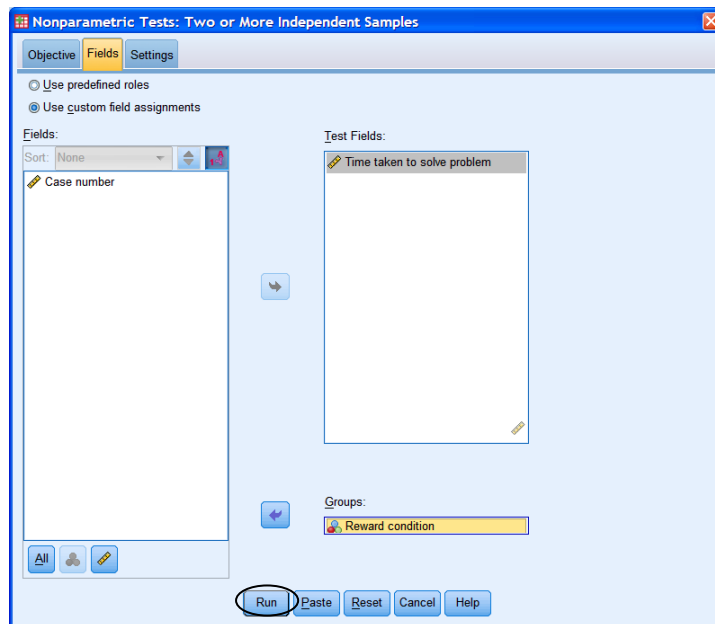 Nonparametric Tests: Two or More Independent Samples
Objective Fields Settings
Use predefined roles
Use custom field assignments
Fields:
Sort: None
Case number
All
Test Fields:
Time taken to solve problem
Groups:
Reward condition
Run Paste Reset Cancel Help